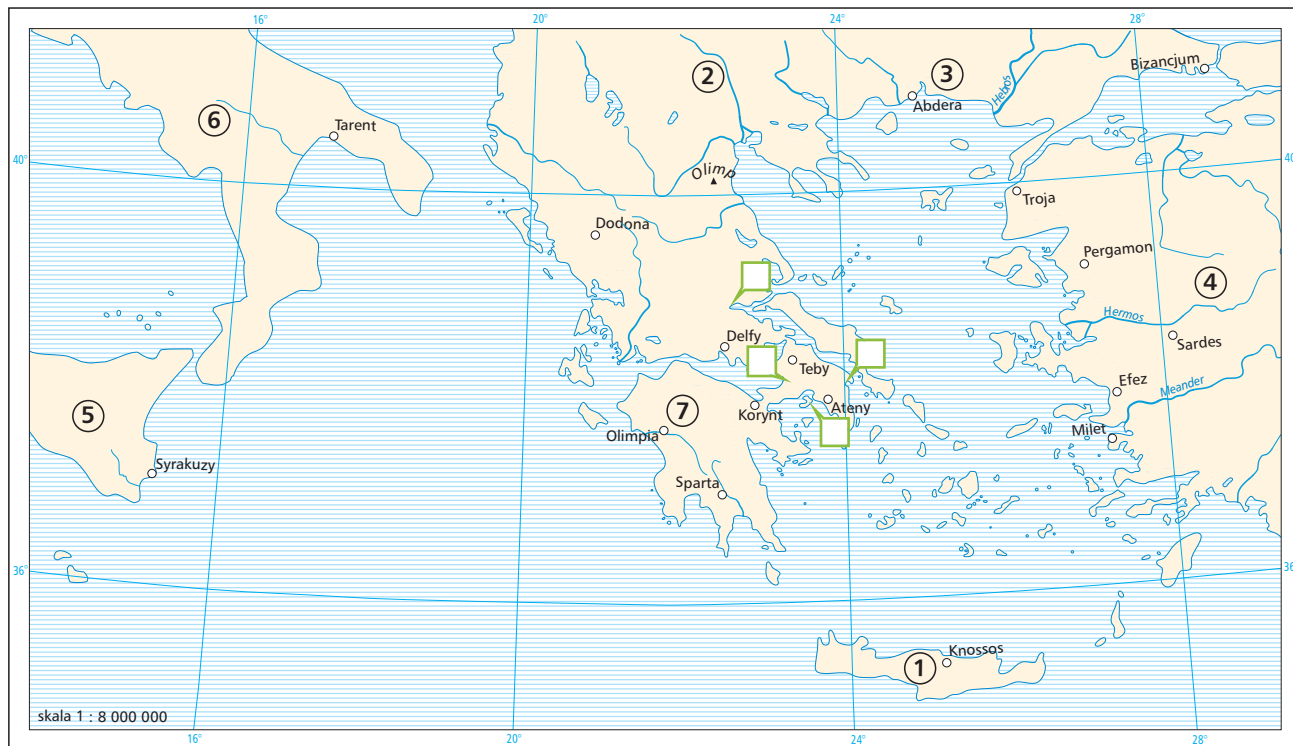 16°
20°
24°
28°
2
3
Bizancjum
Abdera
Hebos
6
Tarent
40°
40
Olimp
Troja
Dodona
Pergamon
4
Hermos
Delfy
Sardes
Teby
Efez
Meander
5
7
Korynt
Ateny
Olimpia
Milet
Syrakuzy
Sparta
36°
36
Knossos
1
skala 1 : 8 000 000
16°
20°
24°
28°